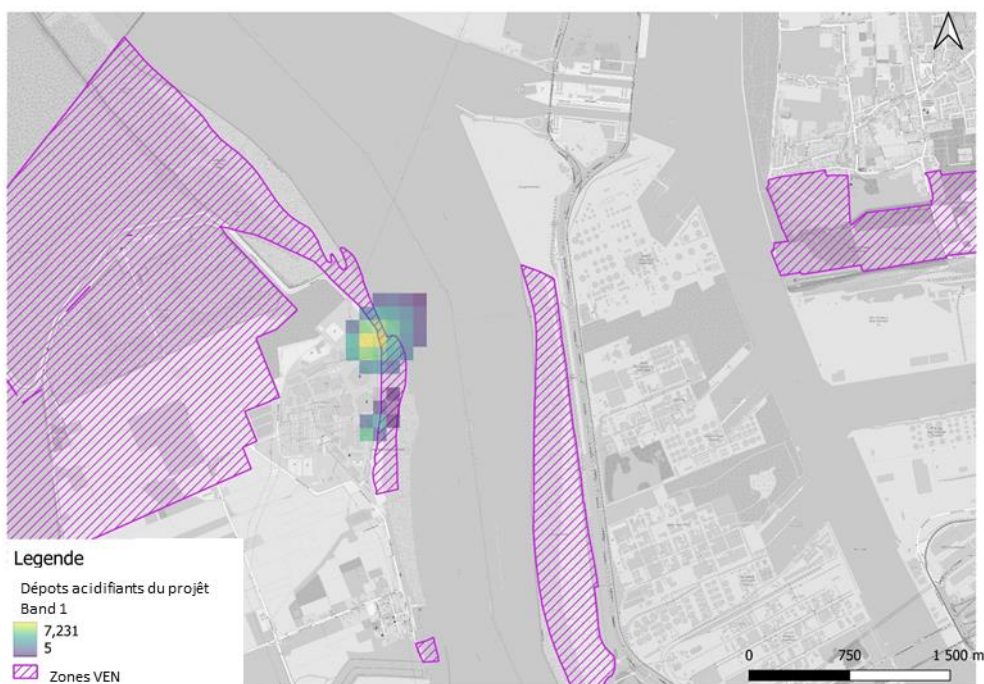 Legende
Dépots acidifiants du projêt
Band 1
7,231
5
Zones VEN
0 750 1 500 m